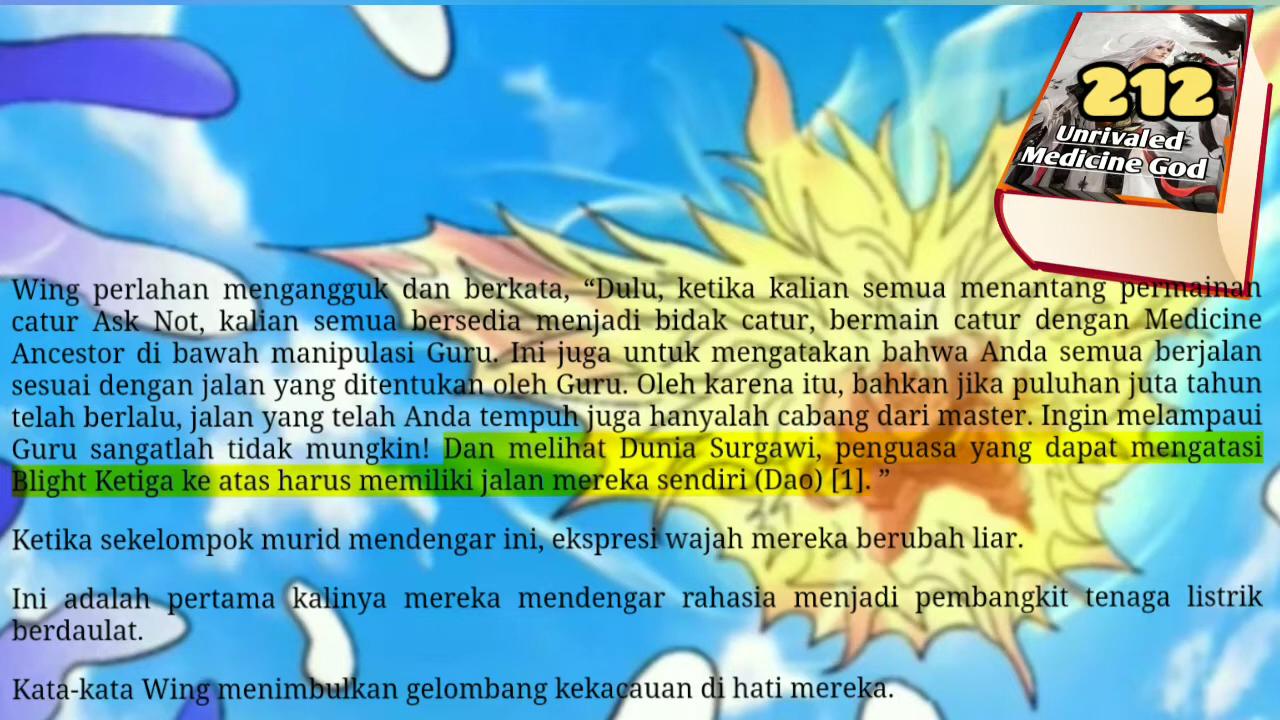 212
Unrivaled
Medicine God
Wing perlahan mengangguk dan berkata, “Dulu, ketika kalian semua menantang permainan
catur Ask Not, kalian semua bersedia menjadi bidak catur, bermain catur dengan Medicine
Ancestor di bawah manipulasi Guru. Ini juga untuk mengatakan bahwa Anda semua berjalan
sesuai dengan jalan yang ditentukan oleh Guru. Oleh karena itu, bahkan jika puluhan juta tahun
telah berlalu, jalan yang telah Anda tempuh juga hanyalah cabang dari master. Ingin melampaui
Guru sangatlah tidak mungkin! Dan melihat Dunia Surgawi, penguasa yang dapat mengatasi
Blight Ketiga ke atas harus memiliki jalan mereka sendiri (Dao) [1]. ”
Ketika sekelompok murid mendengar ini, ekspresi wajah mereka berubah liar.
Ini adalah pertama kalinya mereka mendengar rahasia menjadi pembangkit tenaga listrik
berdaulat.
Kata-kata Wing menimbulkan gelombang kekacauan di hati mereka.